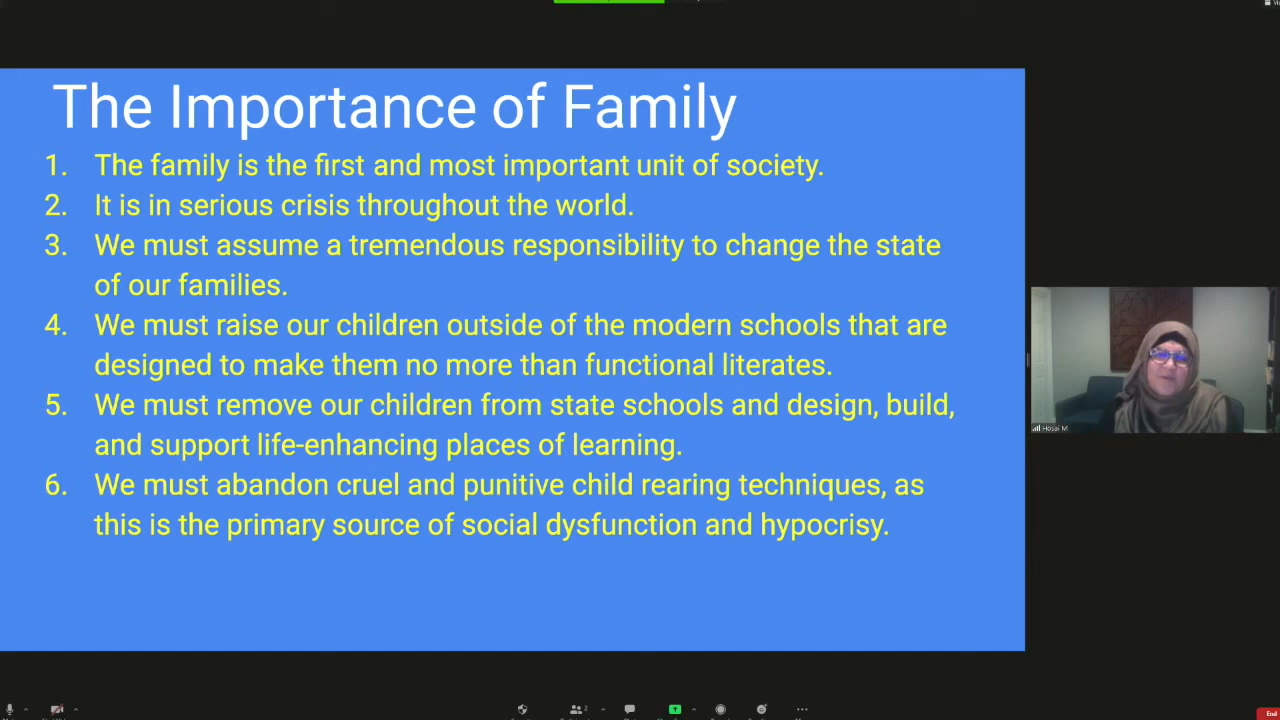 The Importance of Family
1. The family is the first and most important unit of society.
2. It is in serious crisis throughout the world.
3. We must assume a tremendous responsibility to change the state
of our families.
4. We must raise our children outside of the modern schools that are
designed to make them no more than functional literates.
5. We must remove our children from state schools and design, build,
and support life-enhancing places of learning.
6. We must abandon cruel and punitive child rearing techniques, as
this is the primary source of social dysfunction and hypocrisy.
Hosai M
2
End